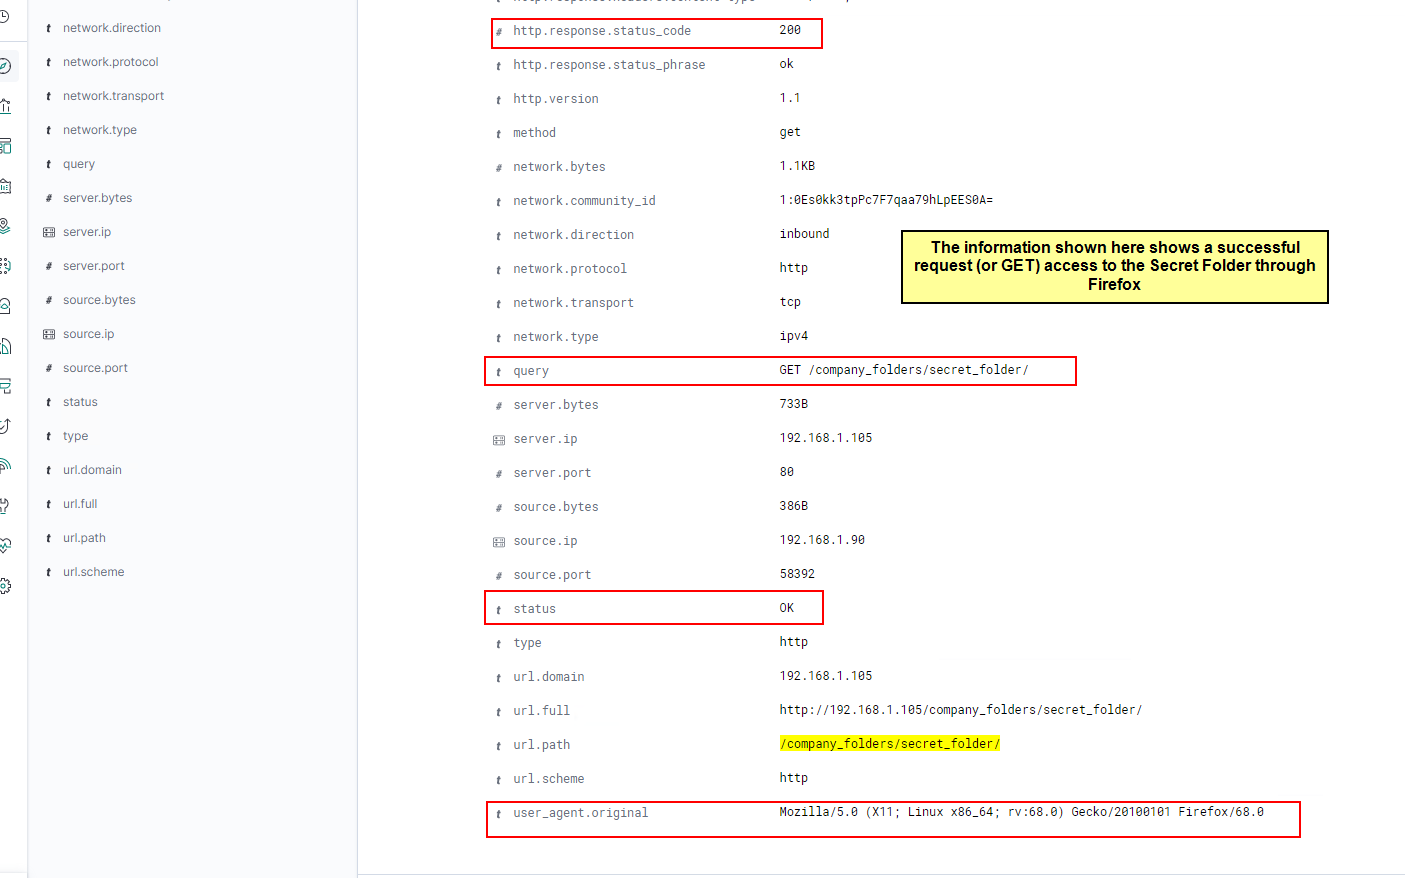 network.direction
network.protocol
network.transport
network.type
query
server.bytes
server.ip
server.port
source.bytes
source.ip
source.port
status
type
url.domain
url.full
url.path
url.scheme
http.response.status_code 200
http.response.status_phrase ok
http.version 1.1
method get
network.bytes 1.1KB
network.community_id 1:0Es0kk3tpPc7F7qaa79hLpEES0A=
network.direction inbound
network.protocol http
network.transport tcp
network.type ipv4
query GET /company_folders/secret_folder/
server.bytes 733B
server.ip 192.168.1.105
server.port 80
source.bytes 386B
source.ip 192.168.1.90
source.port 58392
status OK
type http
url.domain 192.168.1.105
url.full http://192.168.1.105/company_folders/secret_folder/
url.path /company_folders/secret_folder/
url.scheme http
user_agent.original Mozilla/5.0 (X11; Linux x86_64; rv:68.0) Gecko/20100101 Firefox/68.0
The information shown here shows a successful
request (or GET) access to the Secret Folder through
Firefox